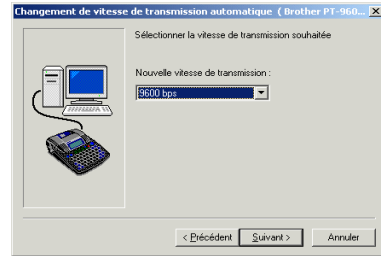 Changement de vitesse de transmission automatique ( Brother PT-960...
Sélectionner la vitesse de transmission souhaitée
Nouvelle vitesse de transmission :
9600 bps
< Précédent
Suivant >
Annuler